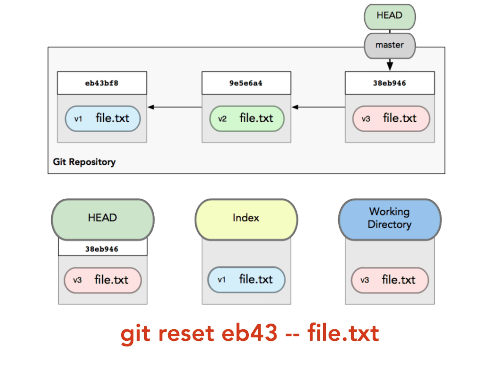 HEAD
master
eb43bf8
9e5e6a4
38eb946
v1 file.txt
v2 file.txt
v3 file.txt
Git Repository
HEAD
Index
Working
Directory
38eb946
v3 file.txt
v1 file.txt
v3 file.txt
git reset eb43 -- file.txt